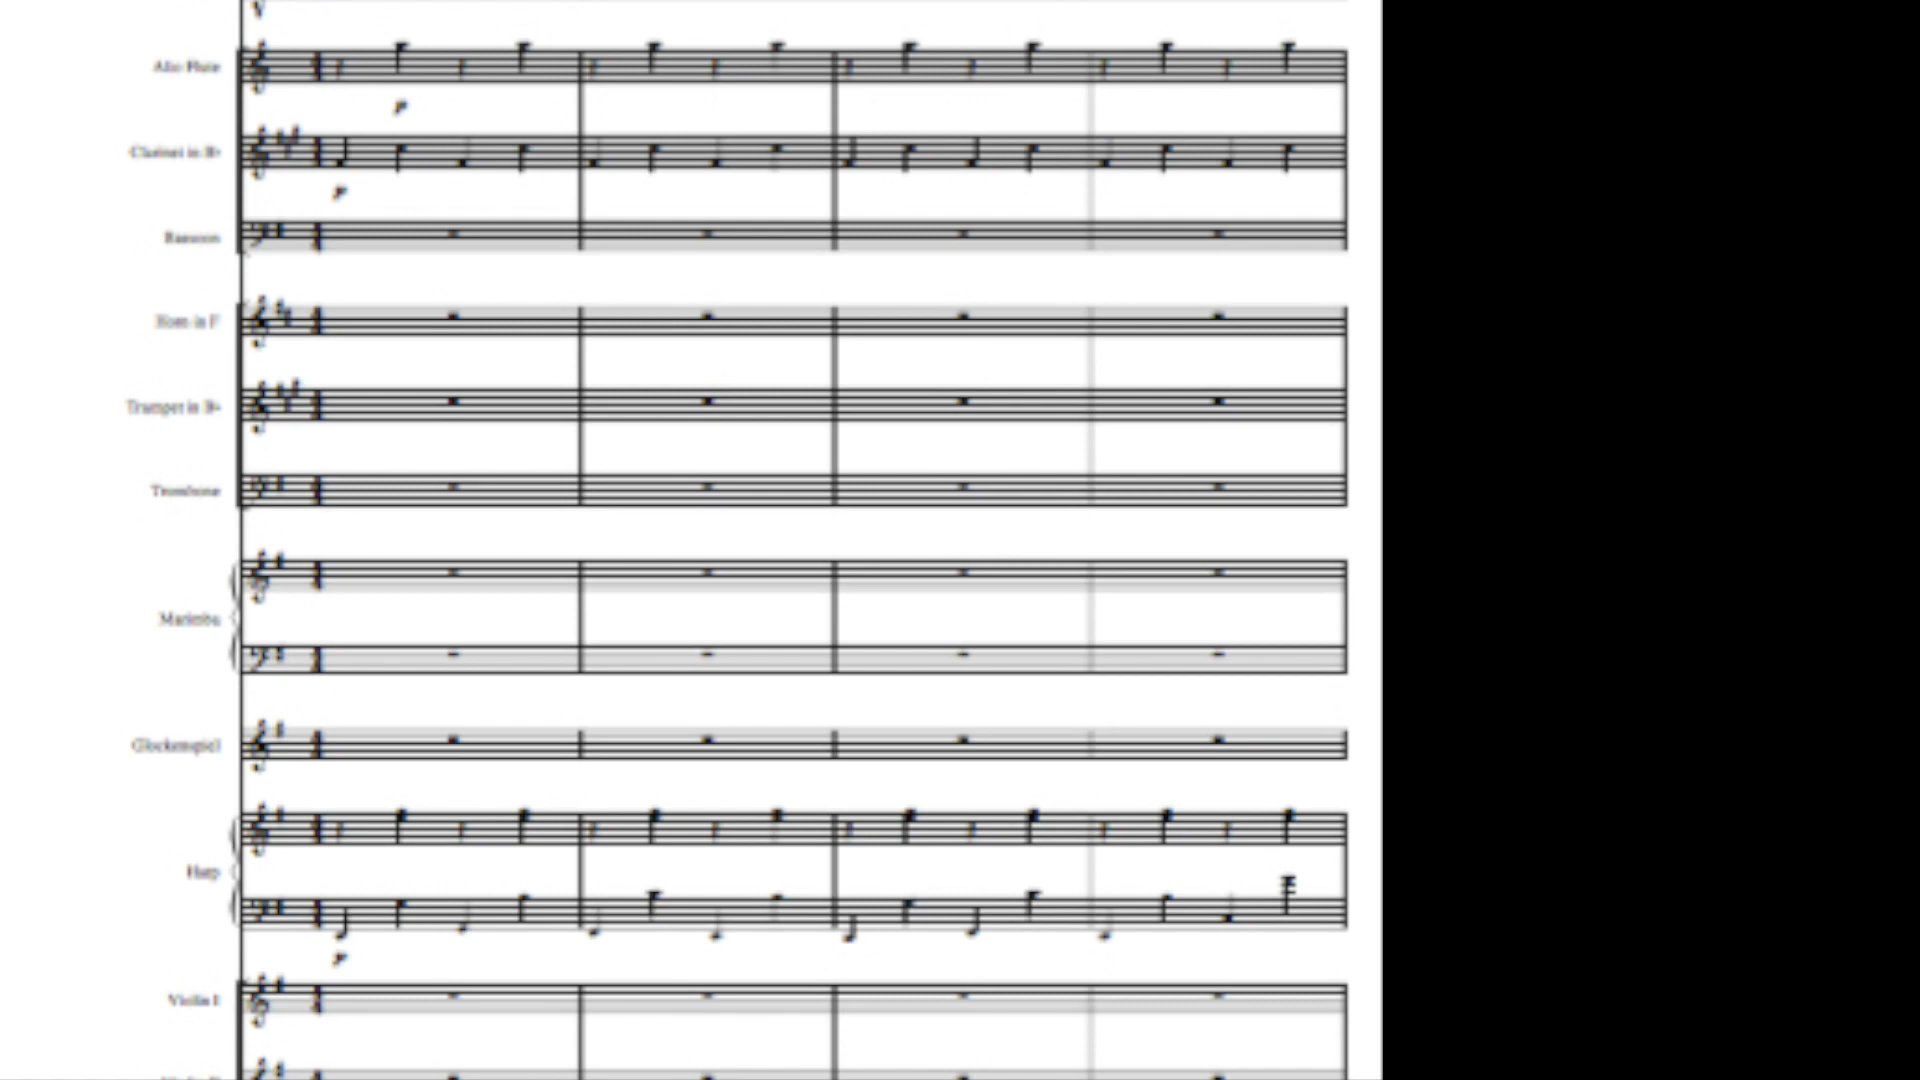 Alto Flute
p
Clarinet in B♭
p
Bassoon
Horn in F
Trumpet in B♭
Trombone
Marimba
Glockenspiel
Harp
p
Violin I